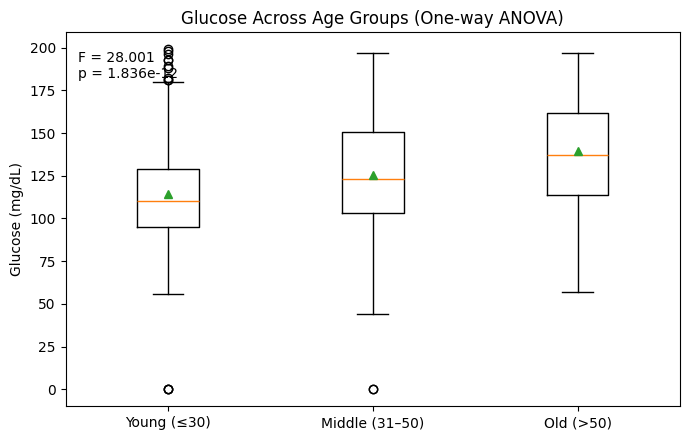 Glucose Across Age Groups (One-way ANOVA)
F = 28.001
p = 1.836e-12
Glucose (mg/dL)
200
175
150
125
100
75
50
25
0
Young (≤30)
Middle (31–50)
Old (>50)